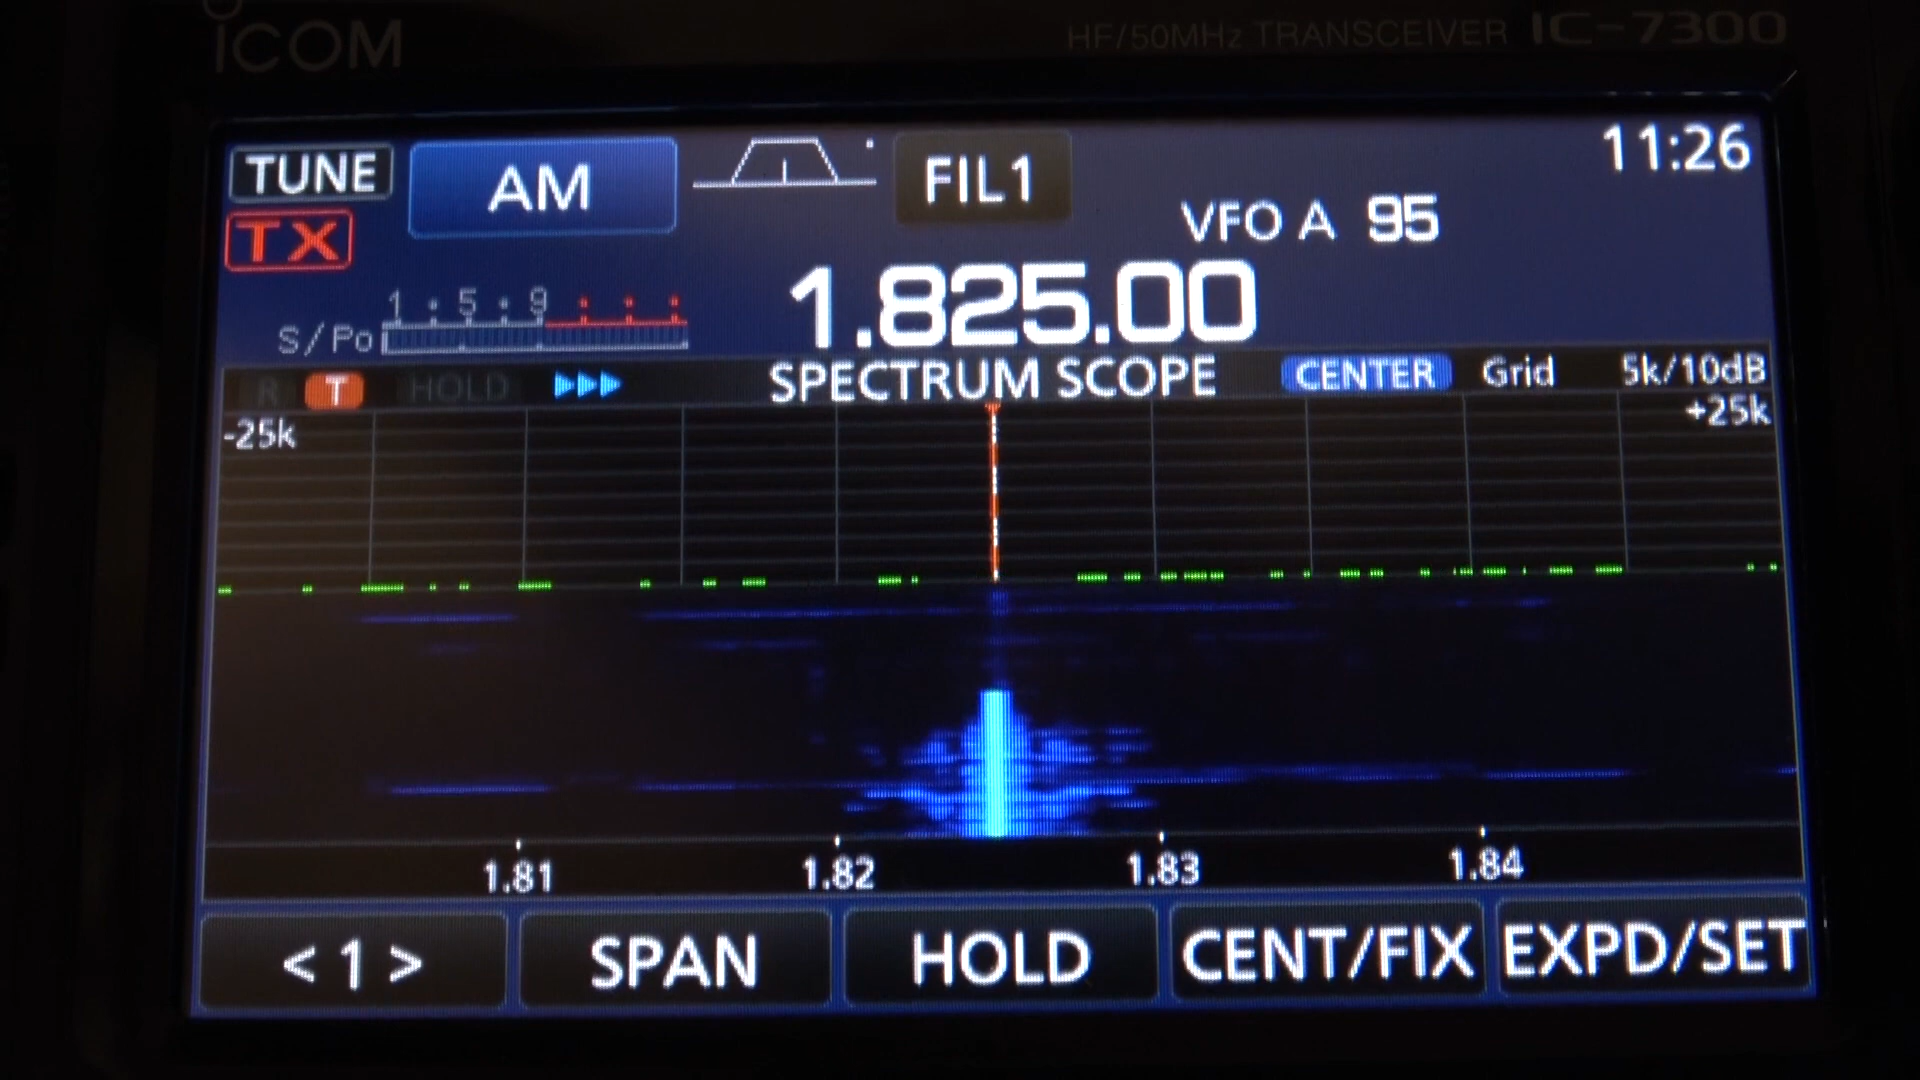 ICOM
HF/50MHz TRANSCEIVER IC-7300
TUNE AM FIL1 11:26
TX VFO A 95
1 5 9
S/Po 1.825.00
R T HOLD SPECTRUM SCOPE CENTER Grid 5k/10dB
-25k +25k
1.81 1.82 1.83 1.84
< 1 > SPAN HOLD CENT/FIX EXPD/SET